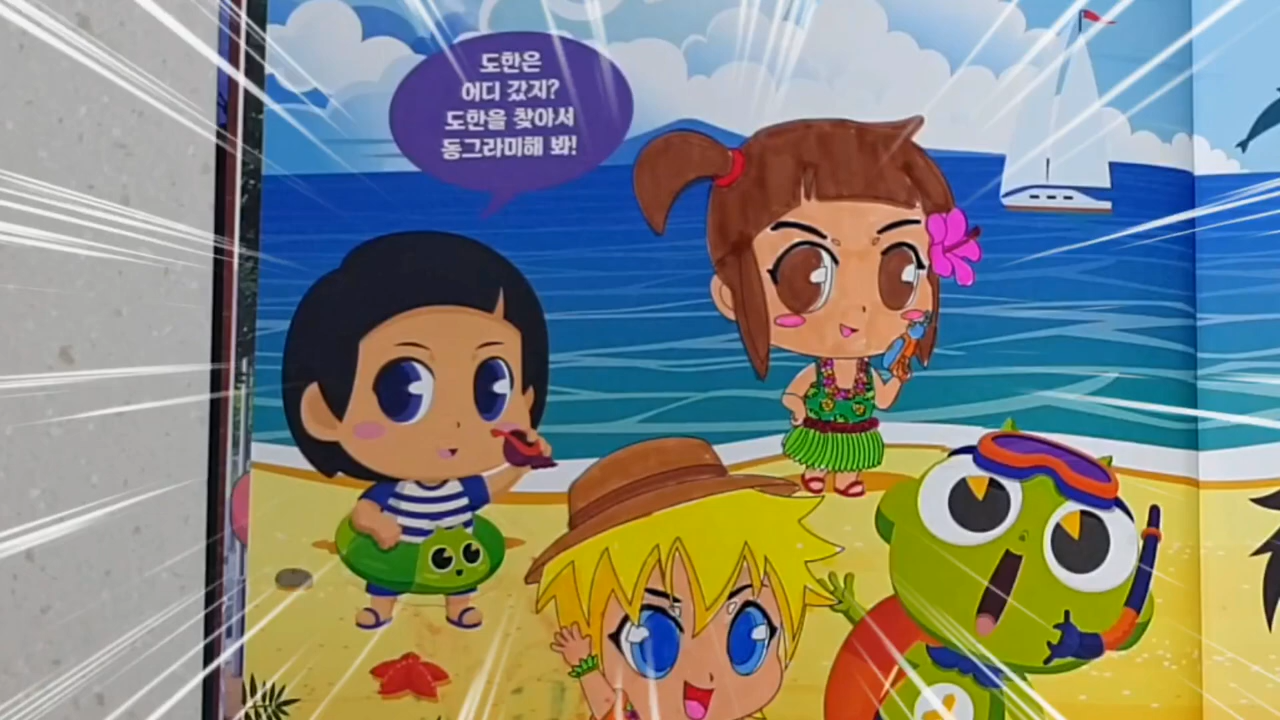 도한은
어디 갔지?
도한을 찾아서
동그라미해 봐!